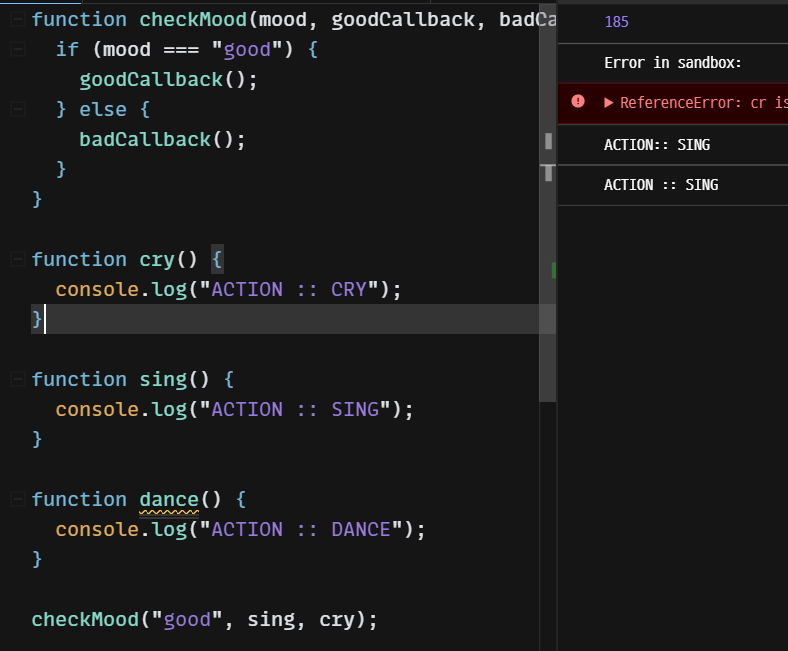 function checkMood(mood, goodCallback, badCa
if (mood === "good") {
goodCallback();
} else {
badCallback();
}
}
function cry() {
console.log("ACTION :: CRY");
}
function sing() {
console.log("ACTION :: SING");
}
function dance() {
console.log("ACTION :: DANCE");
}
checkMood("good", sing, cry);
185
Error in sandbox:
ReferenceError: cr is
ACTION:: SING
ACTION :: SING